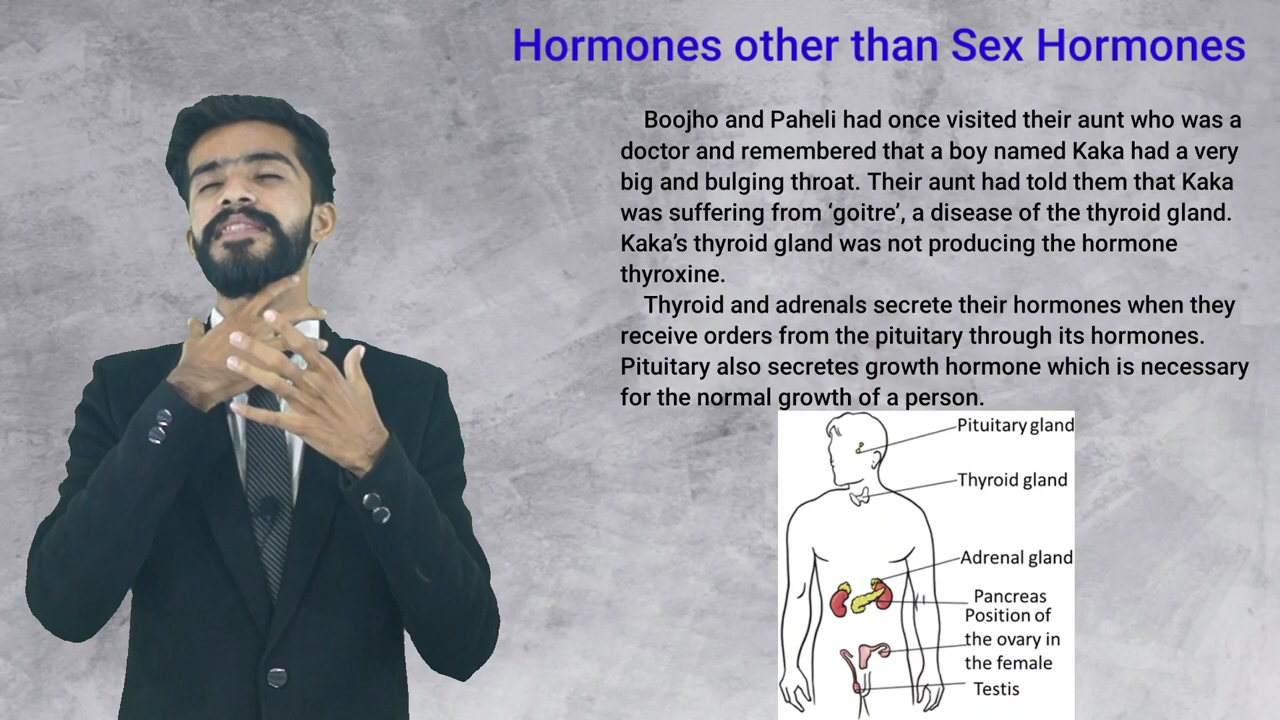 Hormones other than Sex Hormones
Boojho and Paheli had once visited their aunt who was a
doctor and remembered that a boy named Kaka had a very
big and bulging throat. Their aunt had told them that Kaka
was suffering from ‘goitre’, a disease of the thyroid gland.
Kaka’s thyroid gland was not producing the hormone
thyroxine.
Thyroid and adrenals secrete their hormones when they
receive orders from the pituitary through its hormones.
Pituitary also secretes growth hormone which is necessary
for the normal growth of a person.
Pituitary gland
Thyroid gland
Adrenal gland
Pancreas
Position of
the ovary in
the female
Testis